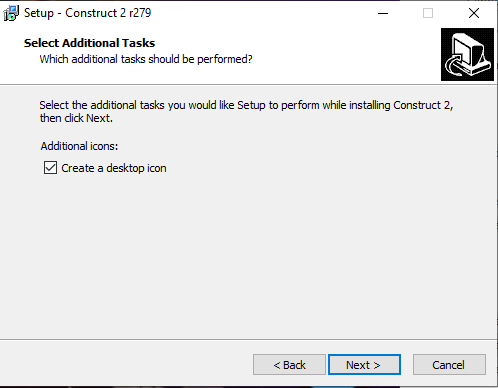 Setup - Construct 2 r279
Select Additional Tasks
Which additional tasks should be performed?
Select the additional tasks you would like Setup to perform while installing Construct 2,
then click Next.
Additional icons:
Create a desktop icon
< Back
Next >
Cancel